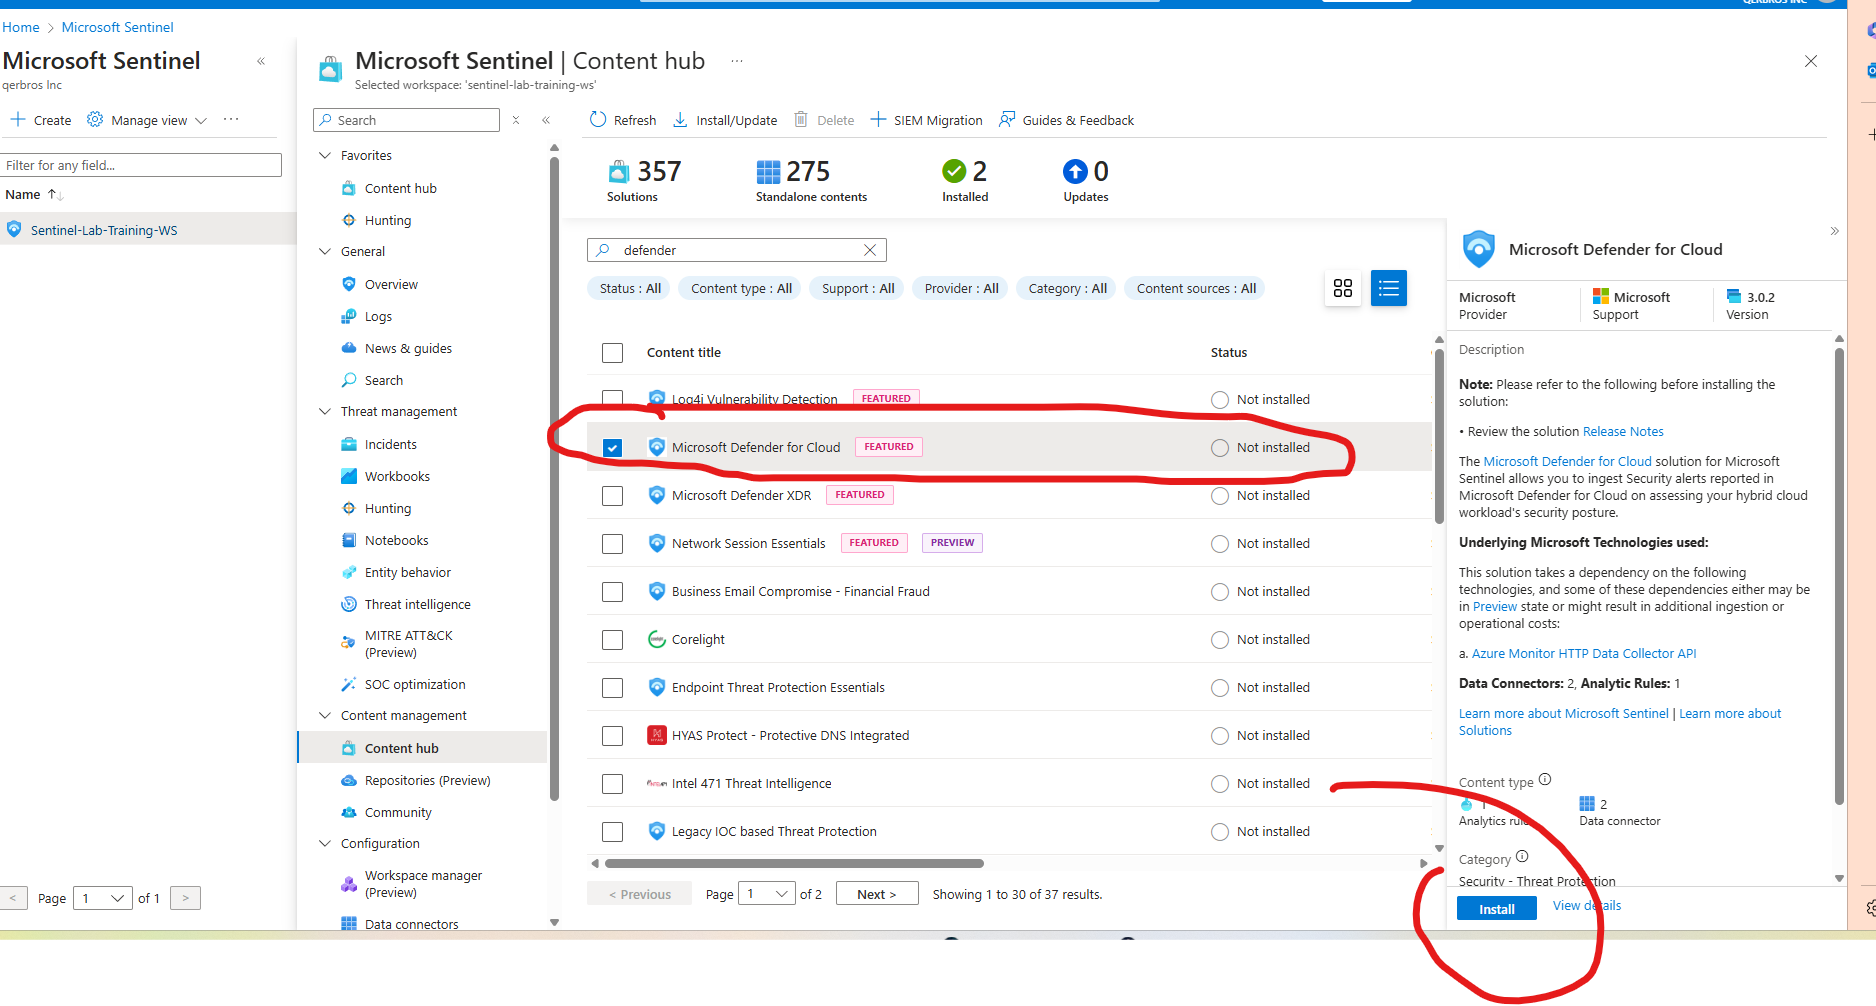 QERBROS INC
Home > Microsoft Sentinel
Microsoft Sentinel «
qerbros Inc
+ Create Manage view ···
Filter for any field...
Name ↑↓
Sentinel-Lab-Training-WS
< Page 1 of 1 >
Microsoft Sentinel | Content hub ···
Selected workspace: 'sentinel-lab-training-ws'
Search
«
Favorites
Content hub
Hunting
General
Overview
Logs
News & guides
Search
Threat management
Incidents
Workbooks
Hunting
Notebooks
Entity behavior
Threat intelligence
MITRE ATT&CK
(Preview)
SOC optimization
Content management
Content hub
Repositories (Preview)
Community
Configuration
Workspace manager
(Preview)
Data connectors
Refresh Install/Update Delete SIEM Migration Guides & Feedback
357 275 2 0
Solutions Standalone contents Installed Updates
defender
Status : All Content type : All Support : All Provider : All Category : All Content sources : All
Content title Status
Log4j Vulnerability Detection FEATURED Not installed
Microsoft Defender for Cloud FEATURED Not installed
Microsoft Defender XDR FEATURED Not installed
Network Session Essentials FEATURED PREVIEW Not installed
Business Email Compromise - Financial Fraud Not installed
Corelight Not installed
Endpoint Threat Protection Essentials Not installed
HYAS Protect - Protective DNS Integrated Not installed
Intel 471 Threat Intelligence Not installed
Legacy IOC based Threat Protection Not installed
< Previous Page 1 of 2 Next > Showing 1 to 30 of 37 results.
»
Microsoft Defender for Cloud
Microsoft Microsoft 3.0.2
Provider Support Version
Description
Note: Please refer to the following before installing the
solution:
• Review the solution Release Notes
The Microsoft Defender for Cloud solution for Microsoft
Sentinel allows you to ingest Security alerts reported in
Microsoft Defender for Cloud on assessing your hybrid cloud
workload's security posture.
Underlying Microsoft Technologies used:
This solution takes a dependency on the following
technologies, and some of these dependencies either may be
in Preview state or might result in additional ingestion or
operational costs:
a. Azure Monitor HTTP Data Collector API
Data Connectors: 2, Analytic Rules: 1
Learn more about Microsoft Sentinel | Learn more about
Solutions
Content type
1 2
Analytics rule Data connector
Category
Security - Threat Protection
Install View details